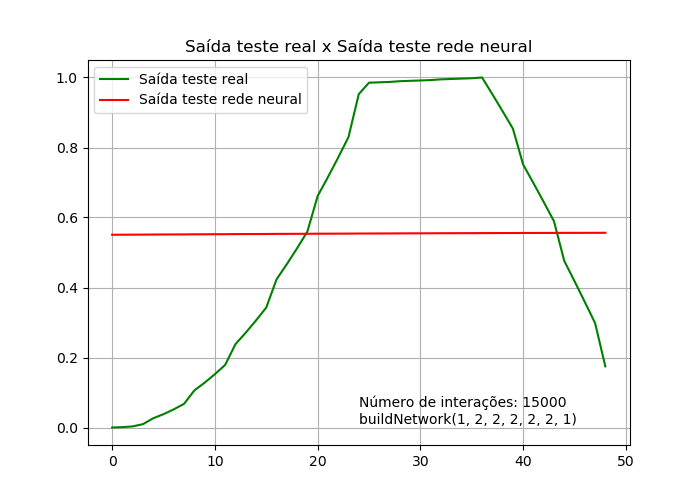 Saída teste real x Saída teste rede neural
1.0
0.8
0.6
0.4
0.2
0.0
Saída teste real
Saída teste rede neural
Número de interações: 15000
buildNetwork(1, 2, 2, 2, 2, 2, 1)
0 10 20 30 40 50